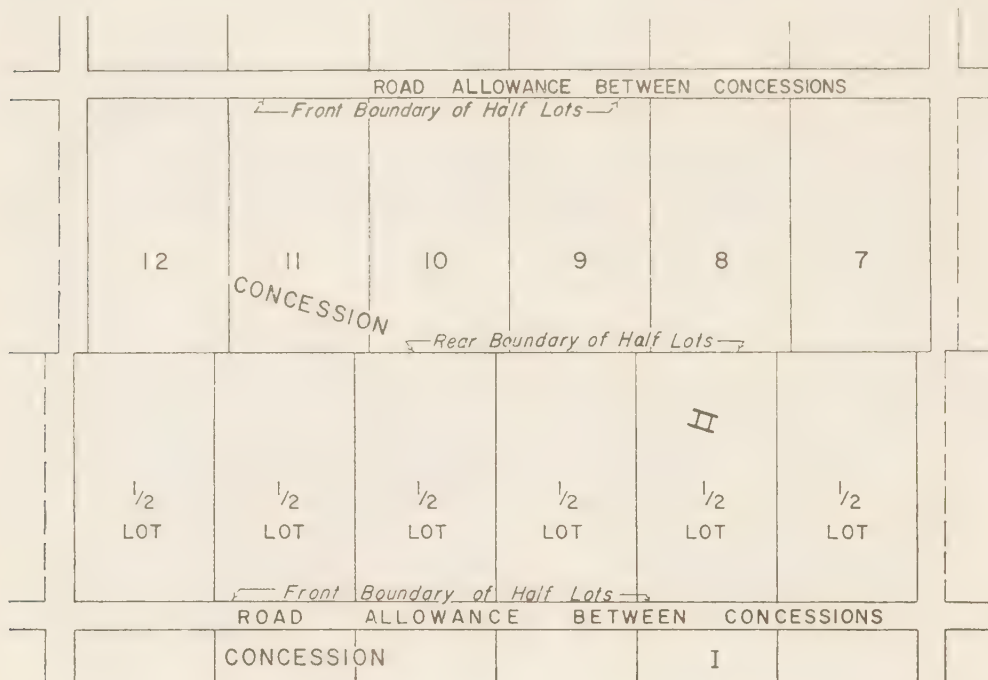 ROAD ALLOWANCE BETWEEN CONCESSIONS
Front Boundary of Half Lots
12 11 10 9 8 7
CONCESSION
Rear Boundary of Half Lots
II
1/2 1/2 1/2 1/2 1/2 1/2
LOT LOT LOT LOT LOT LOT
Front Boundary of Half Lots
ROAD ALLOWANCE BETWEEN CONCESSIONS
CONCESSION I